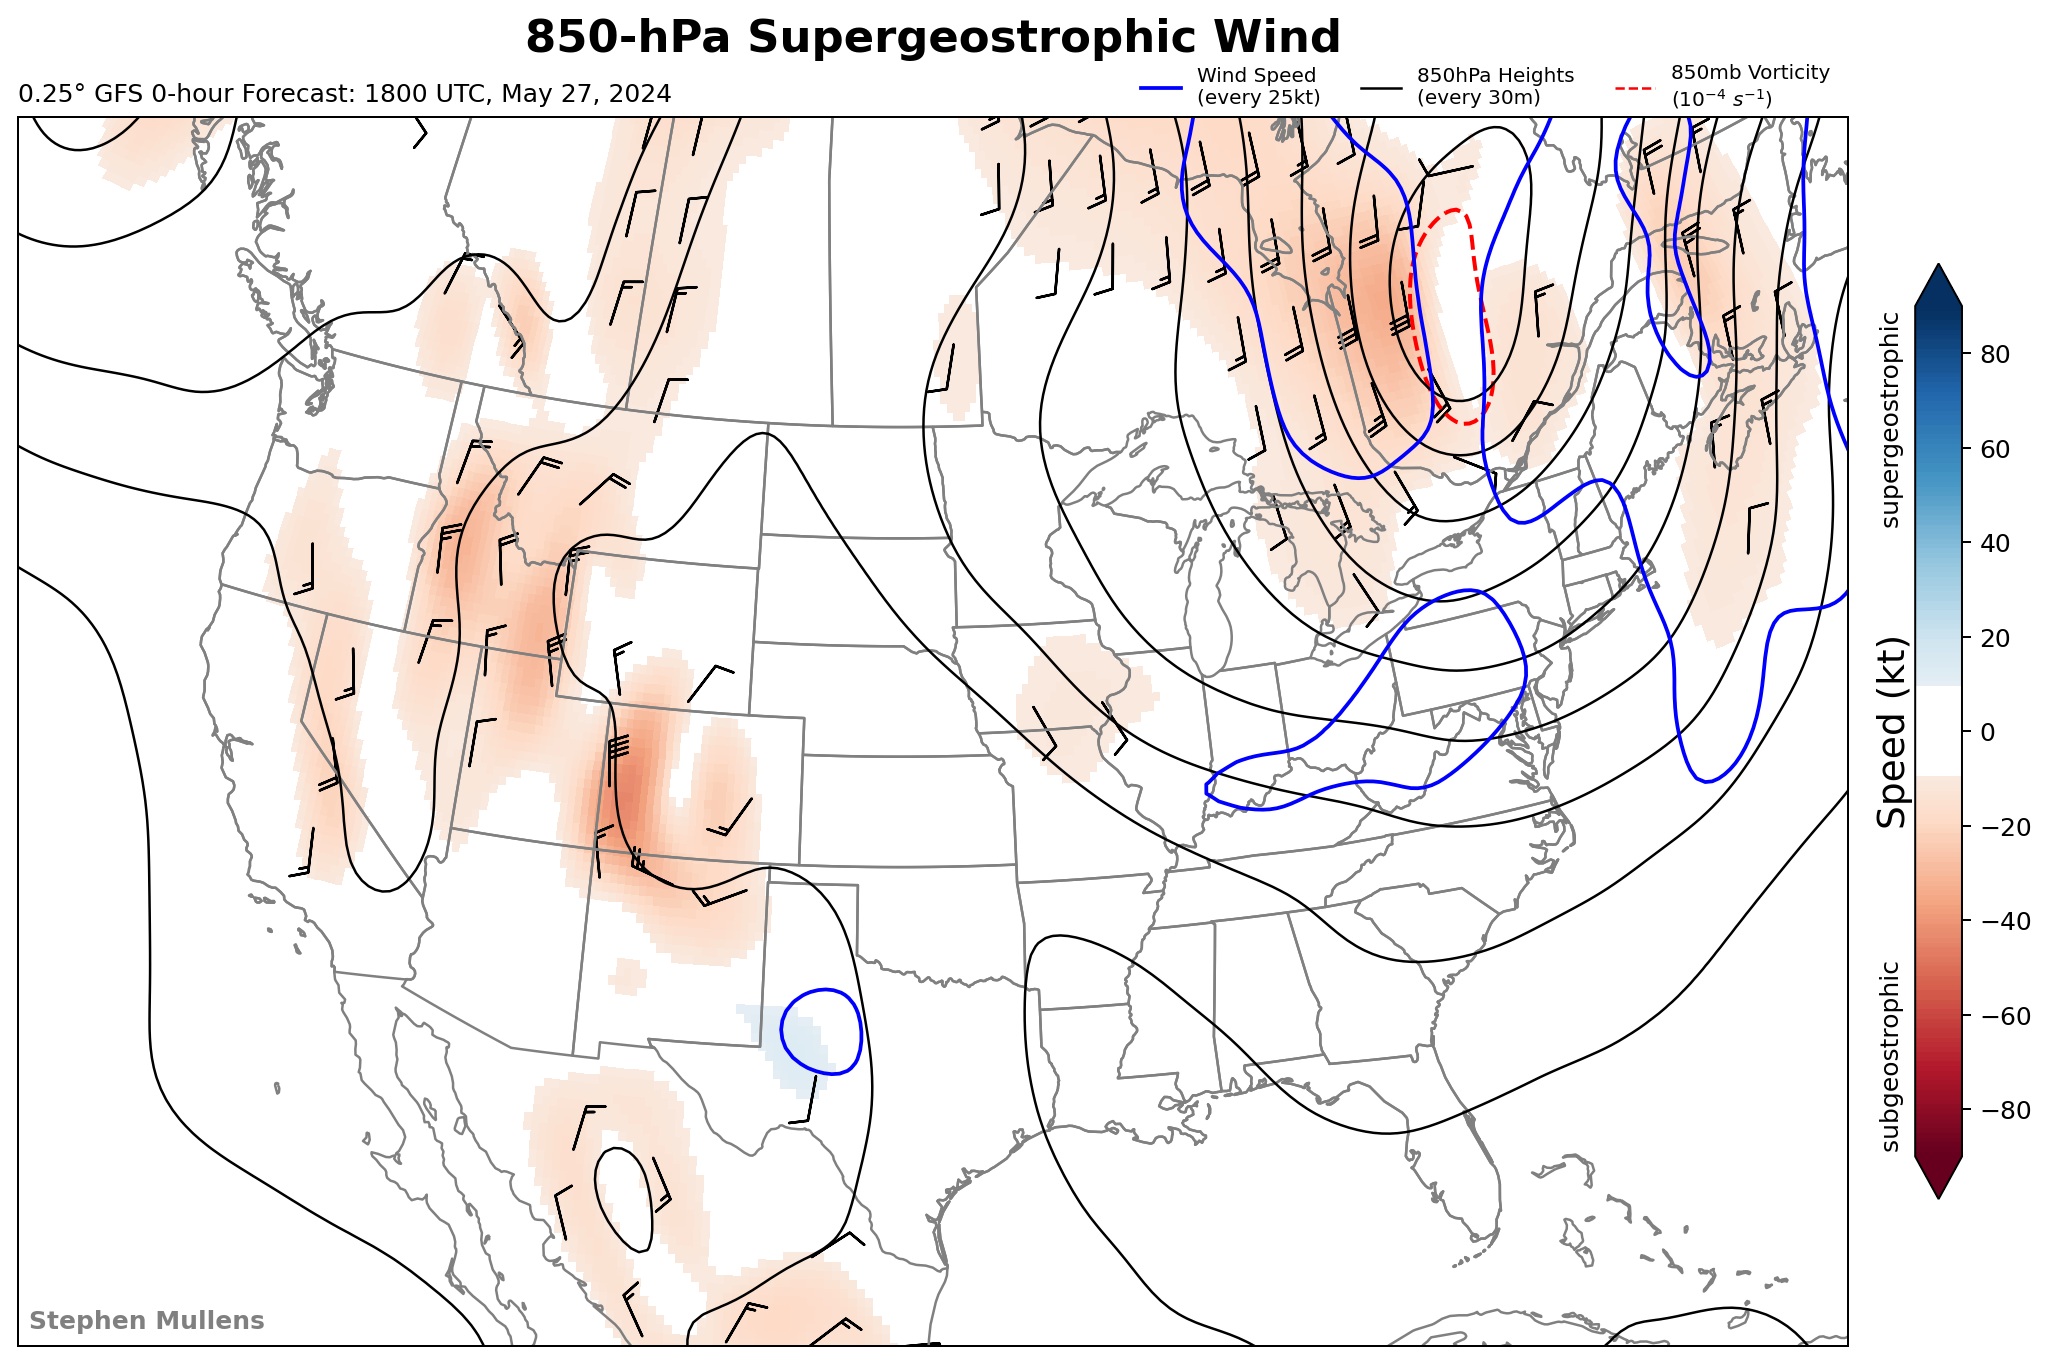 850-hPa Supergeostrophic Wind
0.25° GFS 0-hour Forecast: 1800 UTC, May 27, 2024
Wind Speed
(every 25kt)
850hPa Heights
(every 30m)
850mb Vorticity
(10⁻⁴ s⁻¹)
supergeostrophic
Speed (kt)
subgeostrophic
80
60
40
20
0
−20
−40
−60
−80
Stephen Mullens